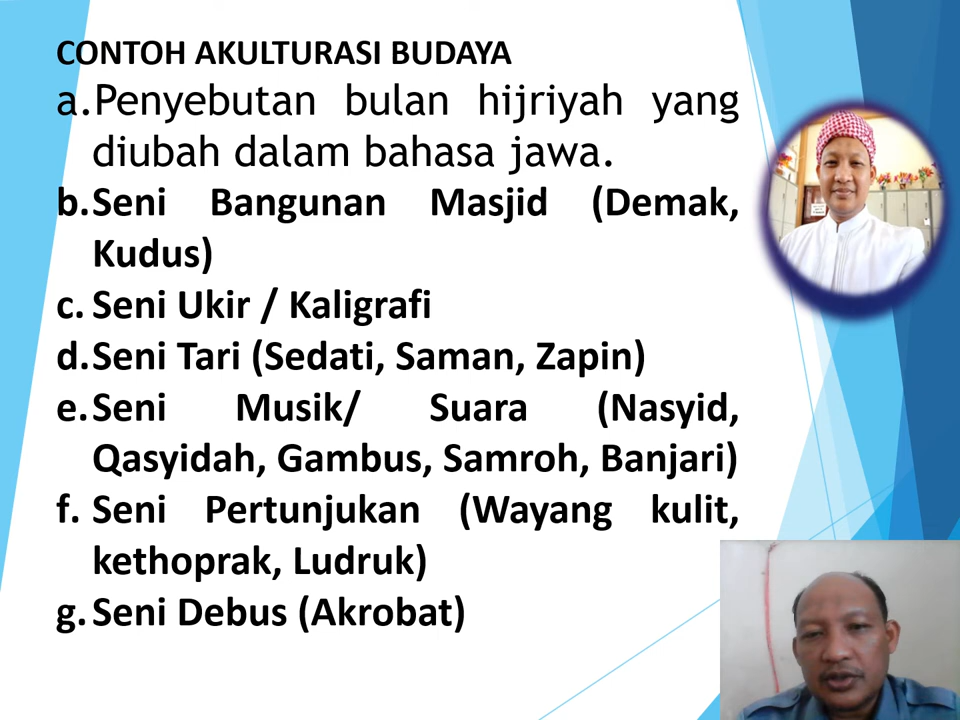 CONTOH AKULTURASI BUDAYA
a.Penyebutan bulan hijriyah yang
diubah dalam bahasa jawa.
b.Seni Bangunan Masjid (Demak,
Kudus)
c. Seni Ukir / Kaligrafi
d.Seni Tari (Sedati, Saman, Zapin)
e.Seni Musik/ Suara (Nasyid,
Qasyidah, Gambus, Samroh, Banjari)
f. Seni Pertunjukan (Wayang kulit,
kethoprak, Ludruk)
g.Seni Debus (Akrobat)